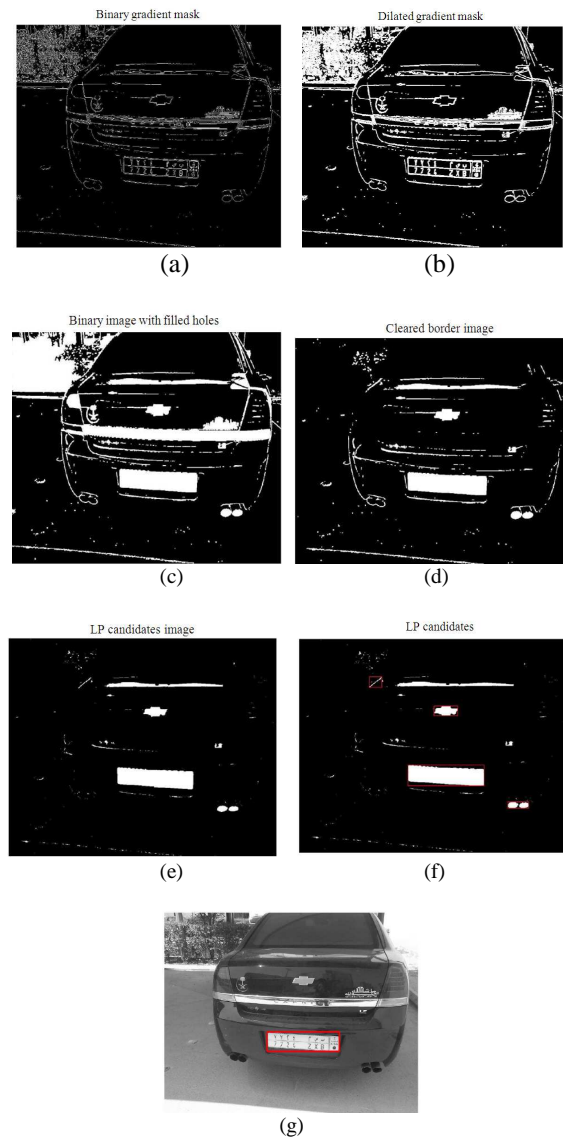 Binary gradient mask
Dilated gradient mask
(a)
(b)
Binary image with filled holes
Cleared border image
(c)
(d)
LP candidates image
LP candidates
(e)
(f)
(g)